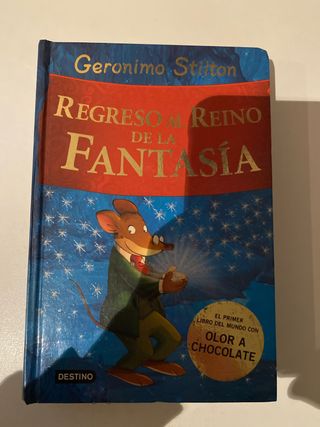 Geronimo Stilton
REGRESO AL REINO
DE LA
FANTASÍA
EL PRIMER
LIBRO DEL MUNDO CON
OLOR A
CHOCOLATE
DESTINO